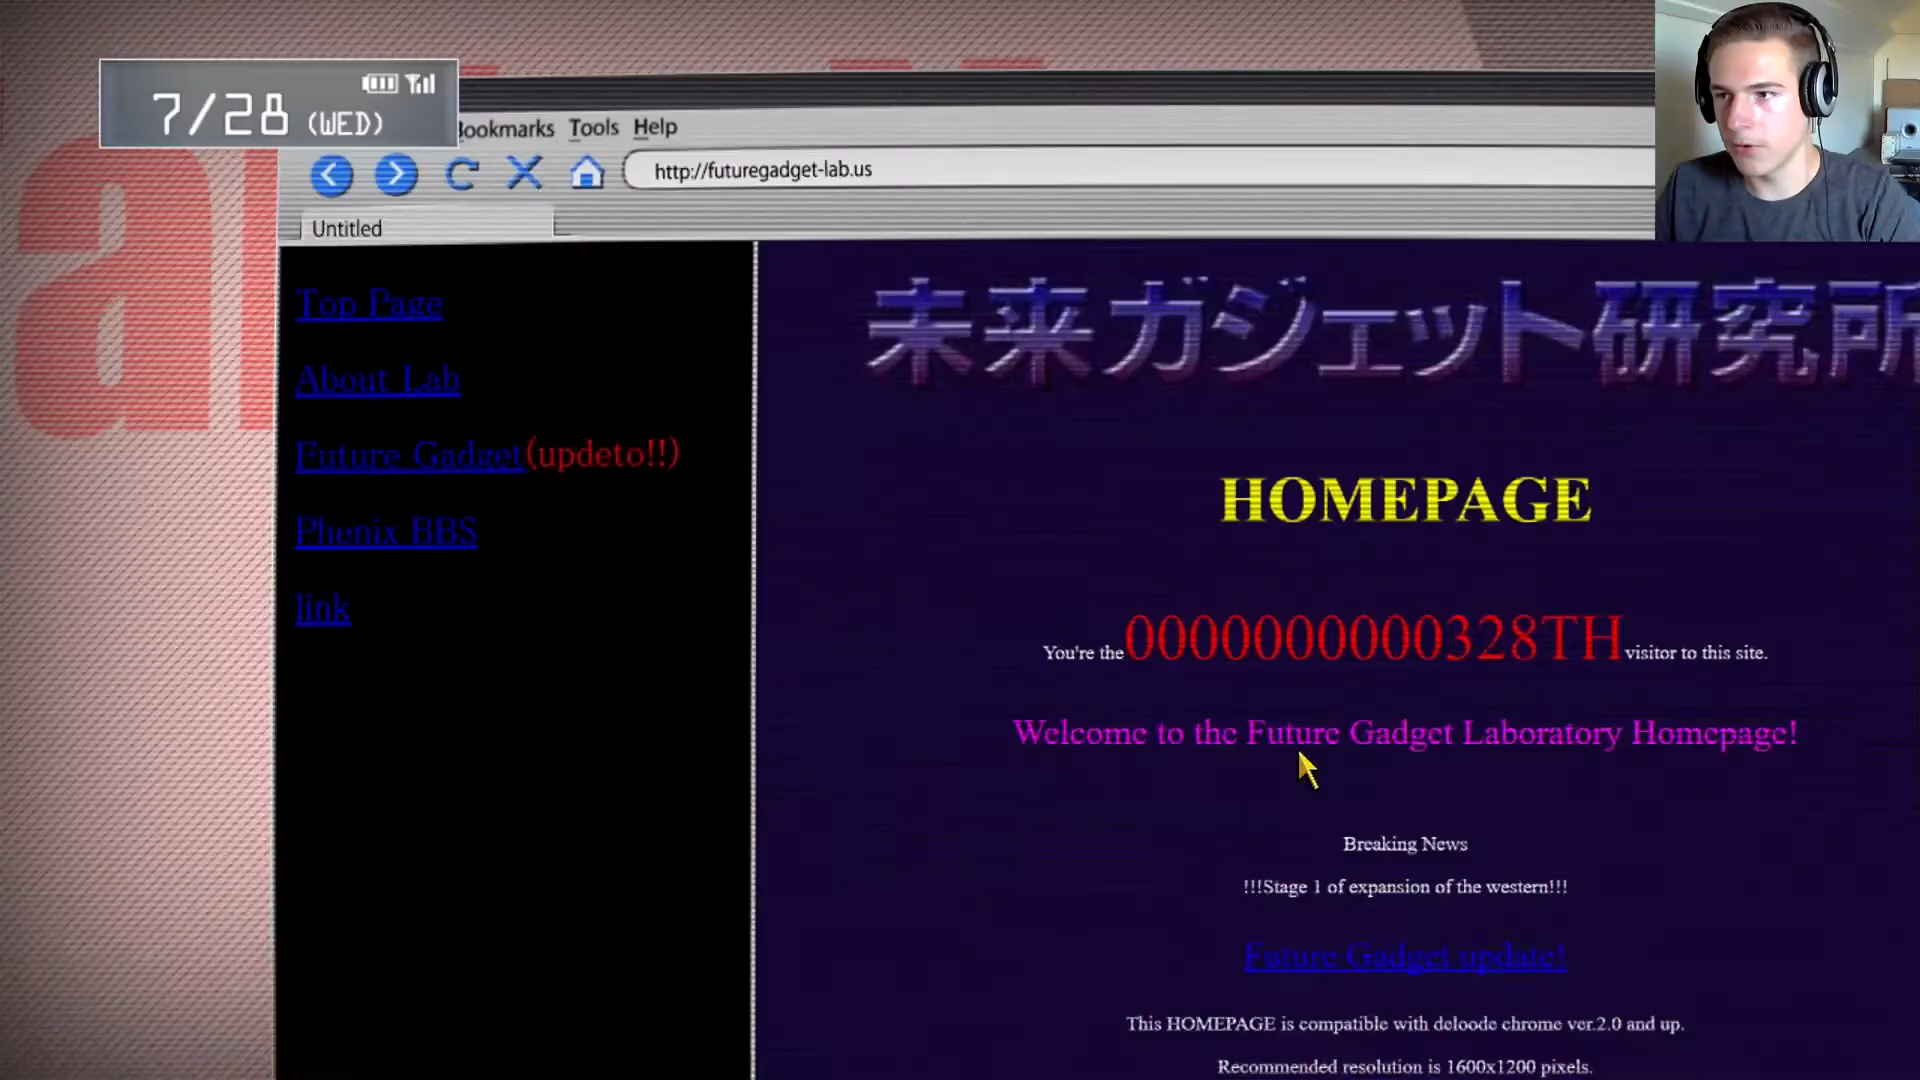 7/28 (WED)
Bookmarks Tools Help
http://futuregadget-lab.us
Untitled
Top Page
About Lab
Future Gadget(updeto!!)
Phenix BBS
link
未来ガジェット研究所
HOMEPAGE
You're the 0000000000328TH visitor to this site.
Welcome to the Future Gadget Laboratory Homepage!
Breaking News
!!!Stage 1 of expansion of the western!!!
Future Gadget update!
This HOMEPAGE is compatible with deloode chrome ver.2.0 and up.
Recommended resolution is 1600x1200 pixels.